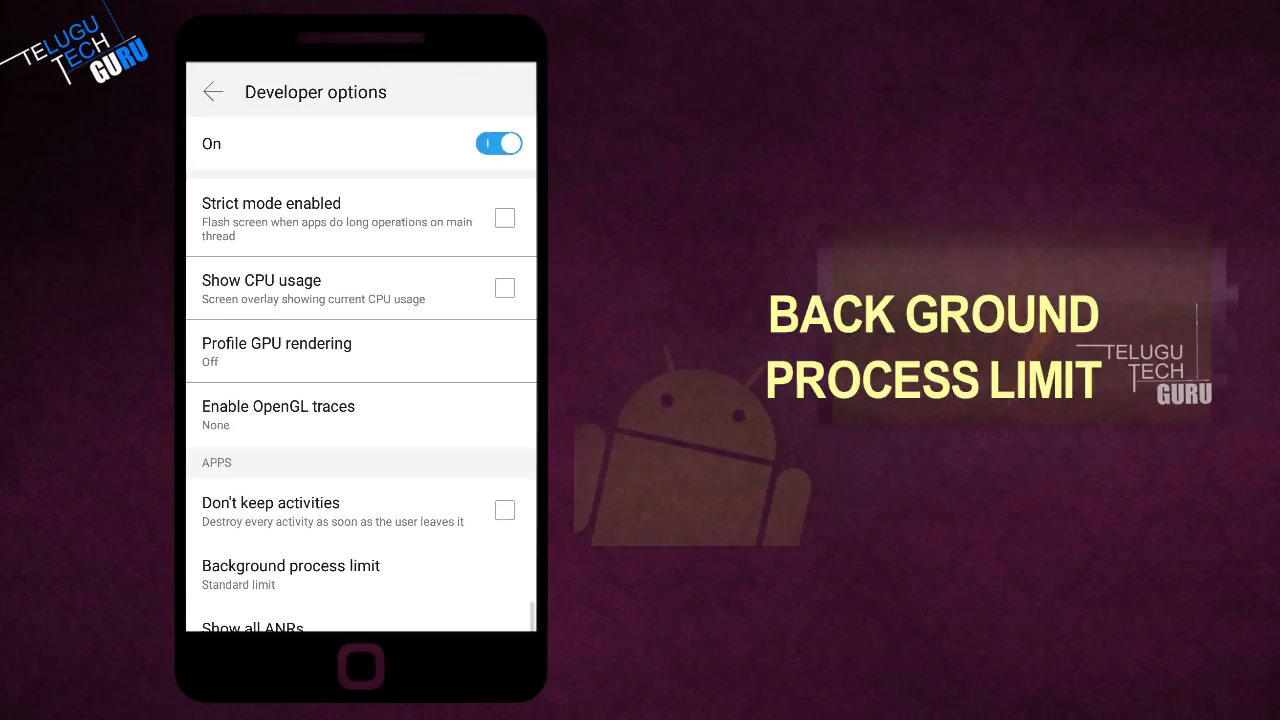 TELUGU
TECH
GURU
Developer options
On
Strict mode enabled
Flash screen when apps do long operations on main
thread
Show CPU usage
Screen overlay showing current CPU usage
Profile GPU rendering
Off
Enable OpenGL traces
None
APPS
Don't keep activities
Destroy every activity as soon as the user leaves it
Background process limit
Standard limit
Show all ANRs
BACK GROUND
PROCESS LIMIT
TELUGU
TECH
GURU